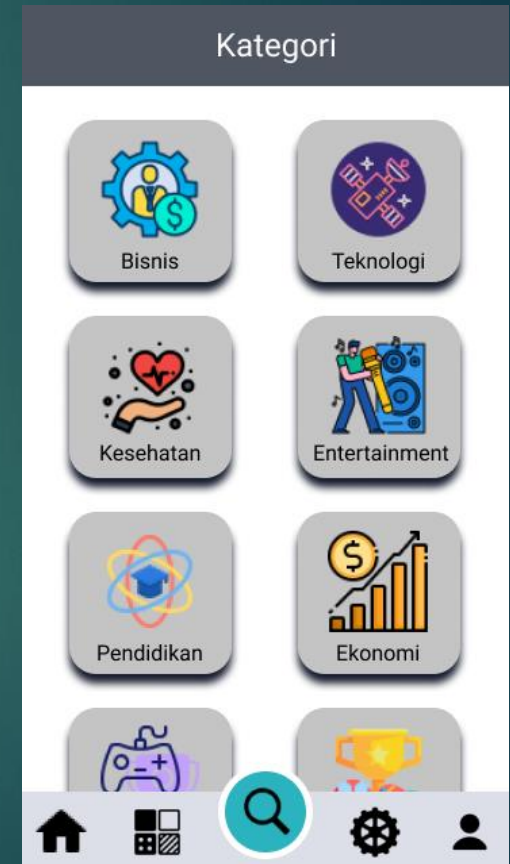 Kategori
Bisnis
Teknologi
Kesehatan
Entertainment
Pendidikan
Ekonomi